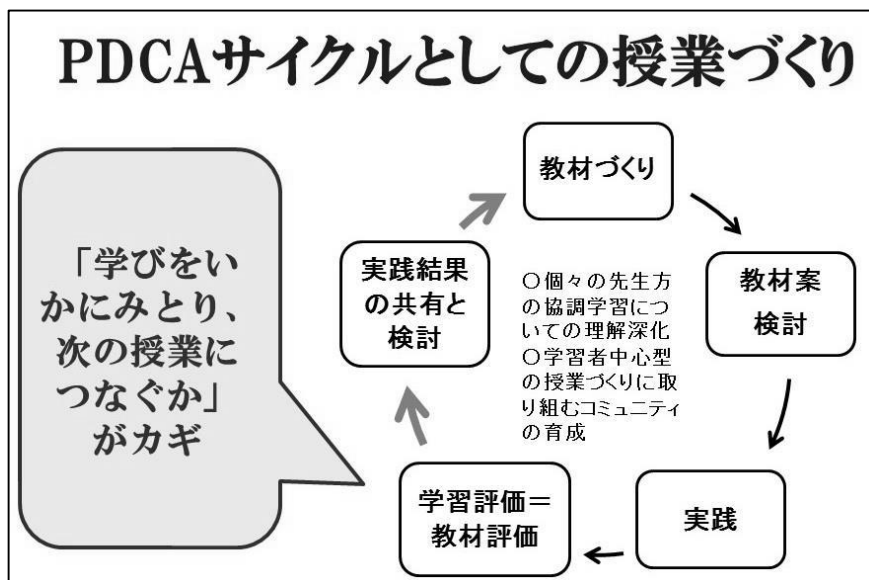 PDCAサイクルとしての授業づくり
「学びをい
かにみとり、
次の授業に
つなぐか」
がカギ
教材づくり
教材案
検討
実践
学習評価＝
教材評価
実践結果
の共有と
検討
○個々の先生方
の協調学習につ
いての理解深化
○学習者中心型
の授業づくりに取
り組むコミュニティ
の育成